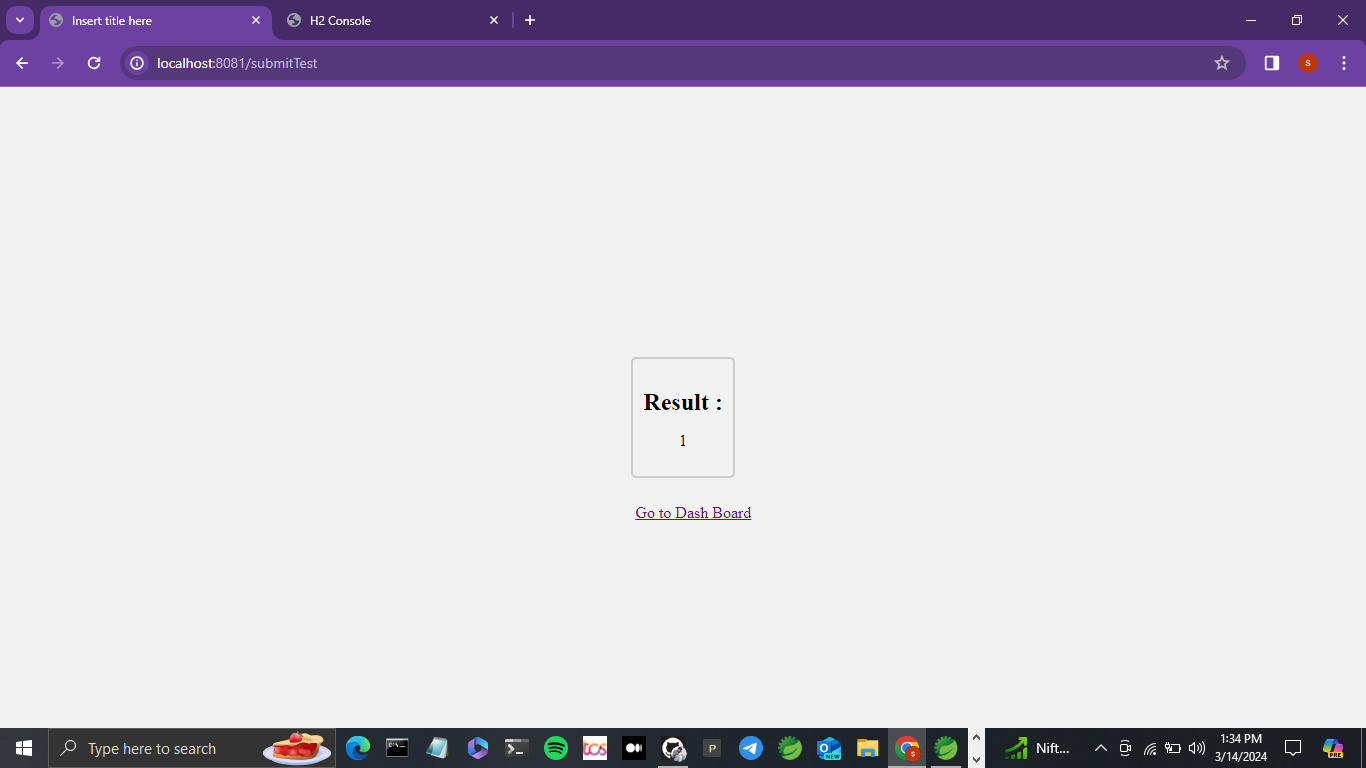 Insert title here
H2 Console
localhost:8081/submitTest
s
Result :
1
Go to Dash Board
Type here to search
tcs
P
NEW
s
Nift...
1:34 PM
3/14/2024
PRE